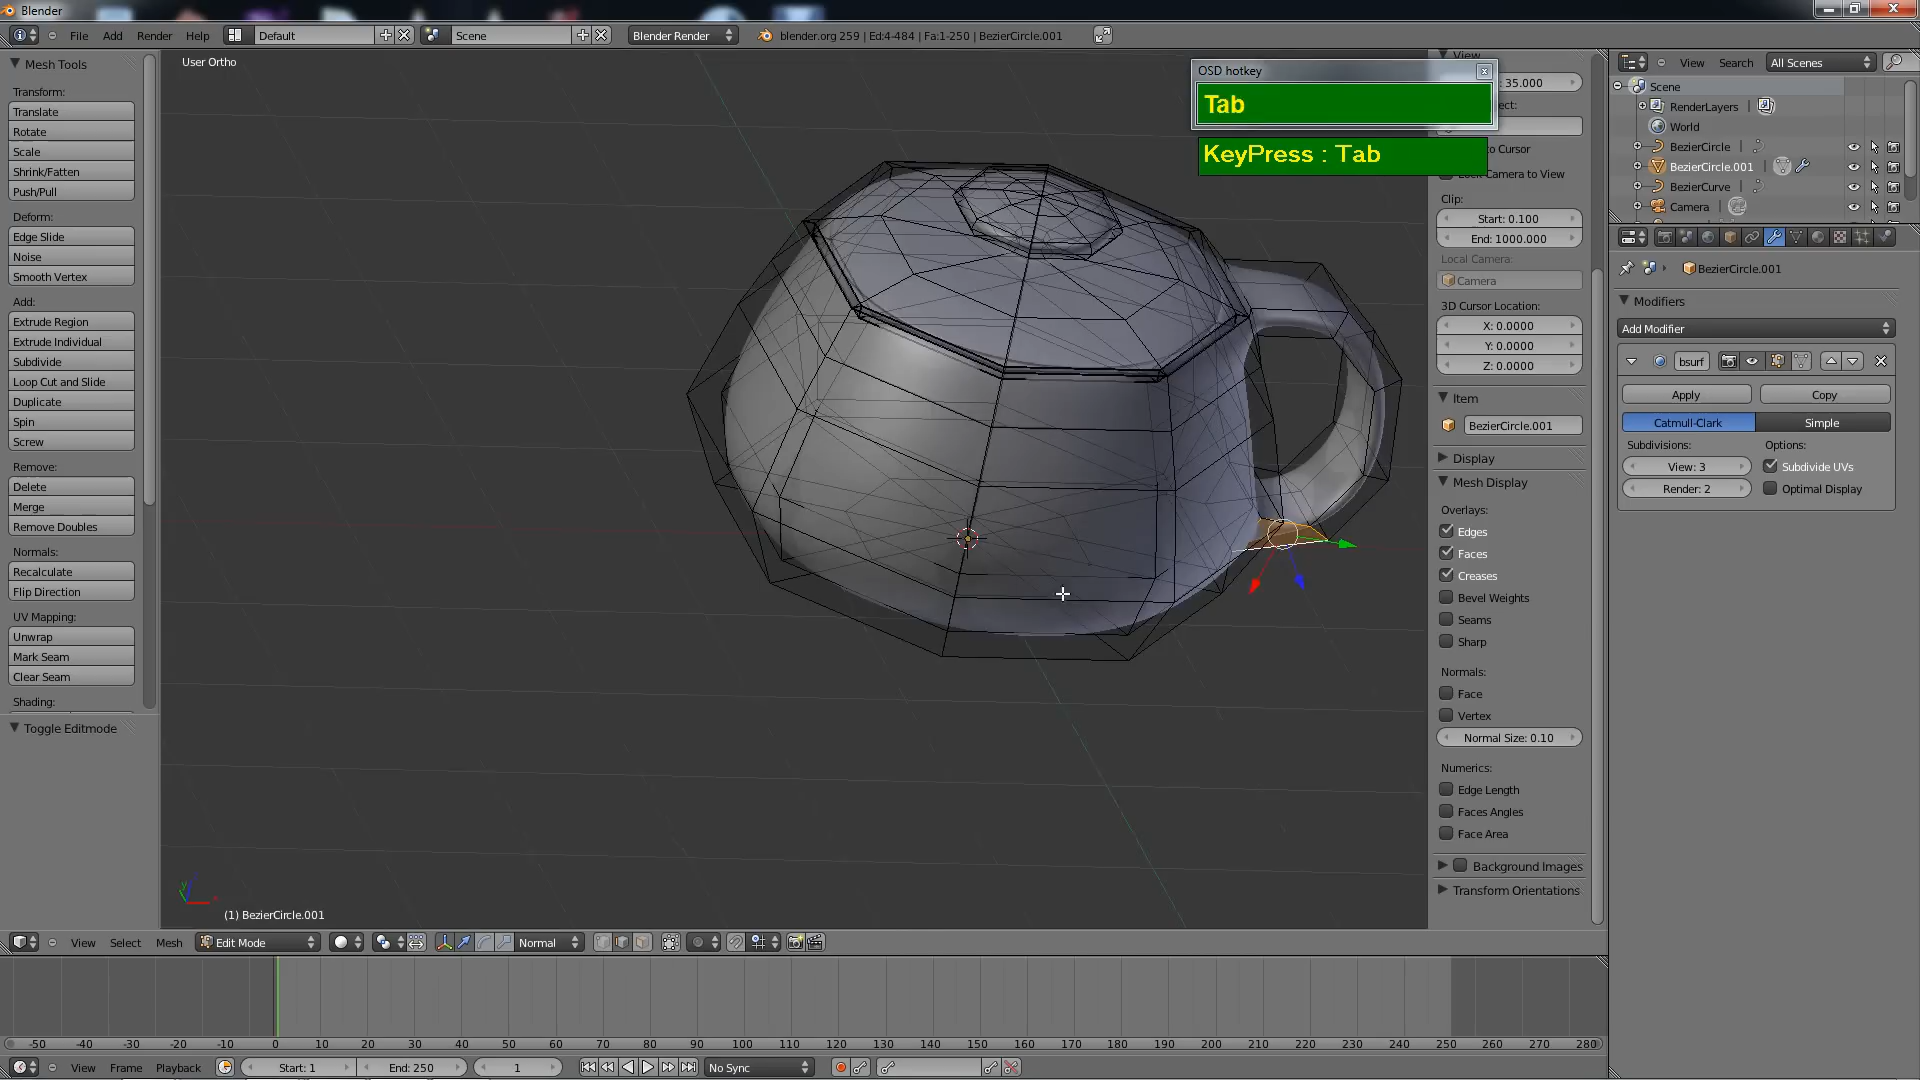 Blender
File Add Render Help Default Scene Blender Render blender.org 259 | Ed:4-484 | Fa:1-250 | BezierCircle.001
Mesh Tools
Transform:
Translate
Rotate
Scale
Shrink/Fatten
Push/Pull
Deform:
Edge Slide
Noise
Smooth Vertex
Add:
Extrude Region
Extrude Individual
Subdivide
Loop Cut and Slide
Duplicate
Spin
Screw
Remove:
Delete
Merge
Remove Doubles
Normals:
Recalculate
Flip Direction
UV Mapping:
Unwrap
Mark Seam
Clear Seam
Shading:
Toggle Editmode
User Ortho
OSD hotkey
Tab
KeyPress : Tab
(1) BezierCircle.001
View
35.000
to Cursor
Lock Camera to View
Clip:
Start: 0.100
End: 1000.000
Local Camera:
Camera
3D Cursor Location:
X: 0.0000
Y: 0.0000
Z: 0.0000
Item
BezierCircle.001
Display
Mesh Display
Overlays:
Edges
Faces
Creases
Bevel Weights
Seams
Sharp
Normals:
Face
Vertex
Normal Size: 0.10
Numerics:
Edge Length
Faces Angles
Face Area
Background Images
Transform Orientations
View Search All Scenes
Scene
RenderLayers
World
BezierCircle
BezierCircle.001
BezierCurve
Camera
BezierCircle.001
Modifiers
Add Modifier
bsurf
Apply Copy
Catmull-Clark Simple
Subdivisions: Options:
View: 3 Subdivide UVs
Render: 2 Optimal Display
View Select Mesh Edit Mode Normal
-50 -40 -30 -20 -10 0 10 20 30 40 50 60 70 80 90 100 110 120 130 140 150 160 170 180 190 200 210 220 230 240 250 260 270 280
View Frame Playback Start: 1 End: 250 1 No Sync